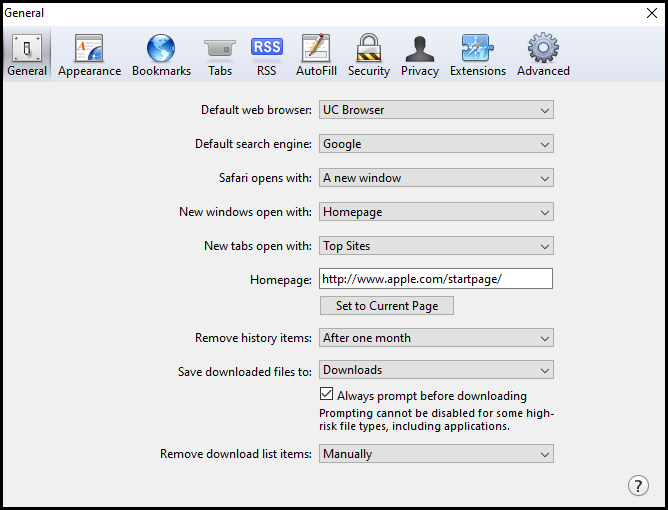 General
General Appearance Bookmarks Tabs RSS AutoFill Security Privacy Extensions Advanced
Default web browser: UC Browser
Default search engine: Google
Safari opens with: A new window
New windows open with: Homepage
New tabs open with: Top Sites
Homepage: http://www.apple.com/startpage/
Set to Current Page
Remove history items: After one month
Save downloaded files to: Downloads
Always prompt before downloading
Prompting cannot be disabled for some high-
risk file types, including applications.
Remove download list items: Manually
?